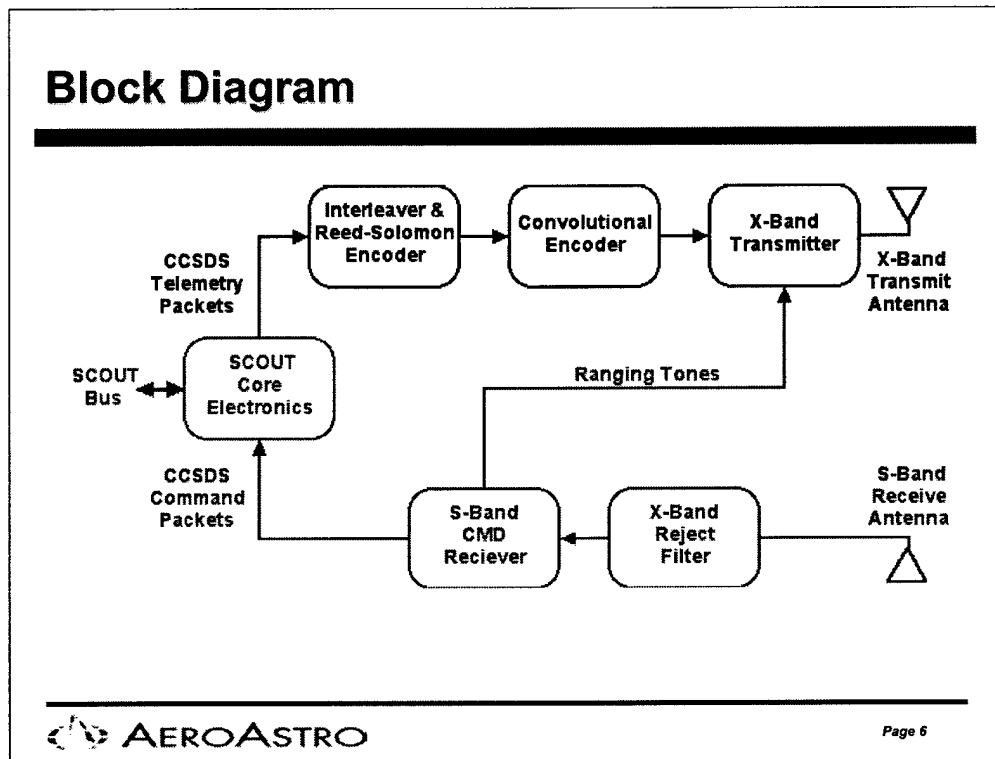 Block Diagram
Interleaver &
Reed-Solomon
Encoder
Convolutional
Encoder
X-Band
Transmitter
X-Band
Transmit
Antenna
CCSDS
Telemetry
Packets
SCOUT
Bus
SCOUT
Core
Electronics
Ranging Tones
CCSDS
Command
Packets
S-Band
CMD
Reciever
X-Band
Reject
Filter
S-Band
Receive
Antenna
AEROASTRO
Page 6